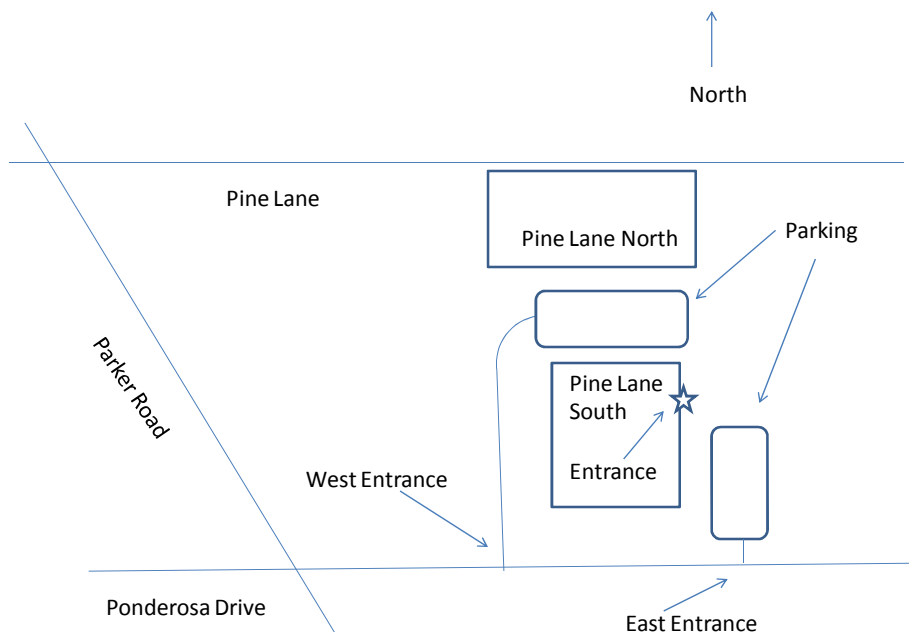 North
Pine Lane
Pine Lane North
Parking
Parker Road
Pine Lane
South
Entrance
West Entrance
Ponderosa Drive
East Entrance